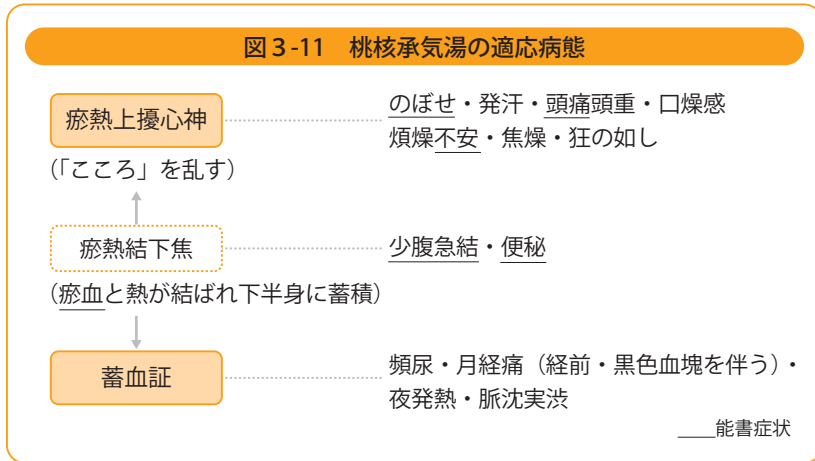 図3-11 桃核承気湯の適応病態
瘀熱上擾心神
のぼせ・発汗・頭痛頭重・口燥感
煩燥不安・焦燥・狂の如し
(「こころ」を乱す)
瘀熱結下焦
少腹急結・便秘
(瘀血と熱が結ばれ下半身に蓄積)
蓄血証
頻尿・月経痛(経前・黒色血塊を伴う)・
夜発熱・脈沈実渋
___能書症状